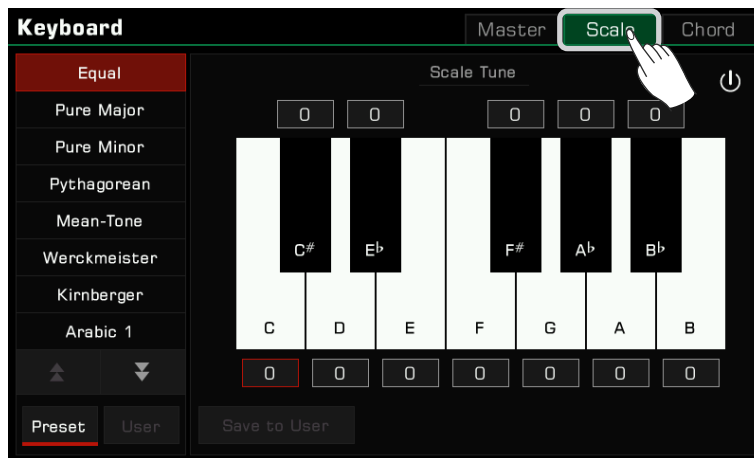 Keyboard
Master Scale Chord
Equal
Pure Major
Pure Minor
Pythagorean
Mean-Tone
Werckmeister
Kirnberger
Arabic 1
Preset User
Scale Tune
0 0 0 0 0
C# E♭ F# A♭ B♭
C D E F G A B
0 0 0 0 0 0 0
Save to User